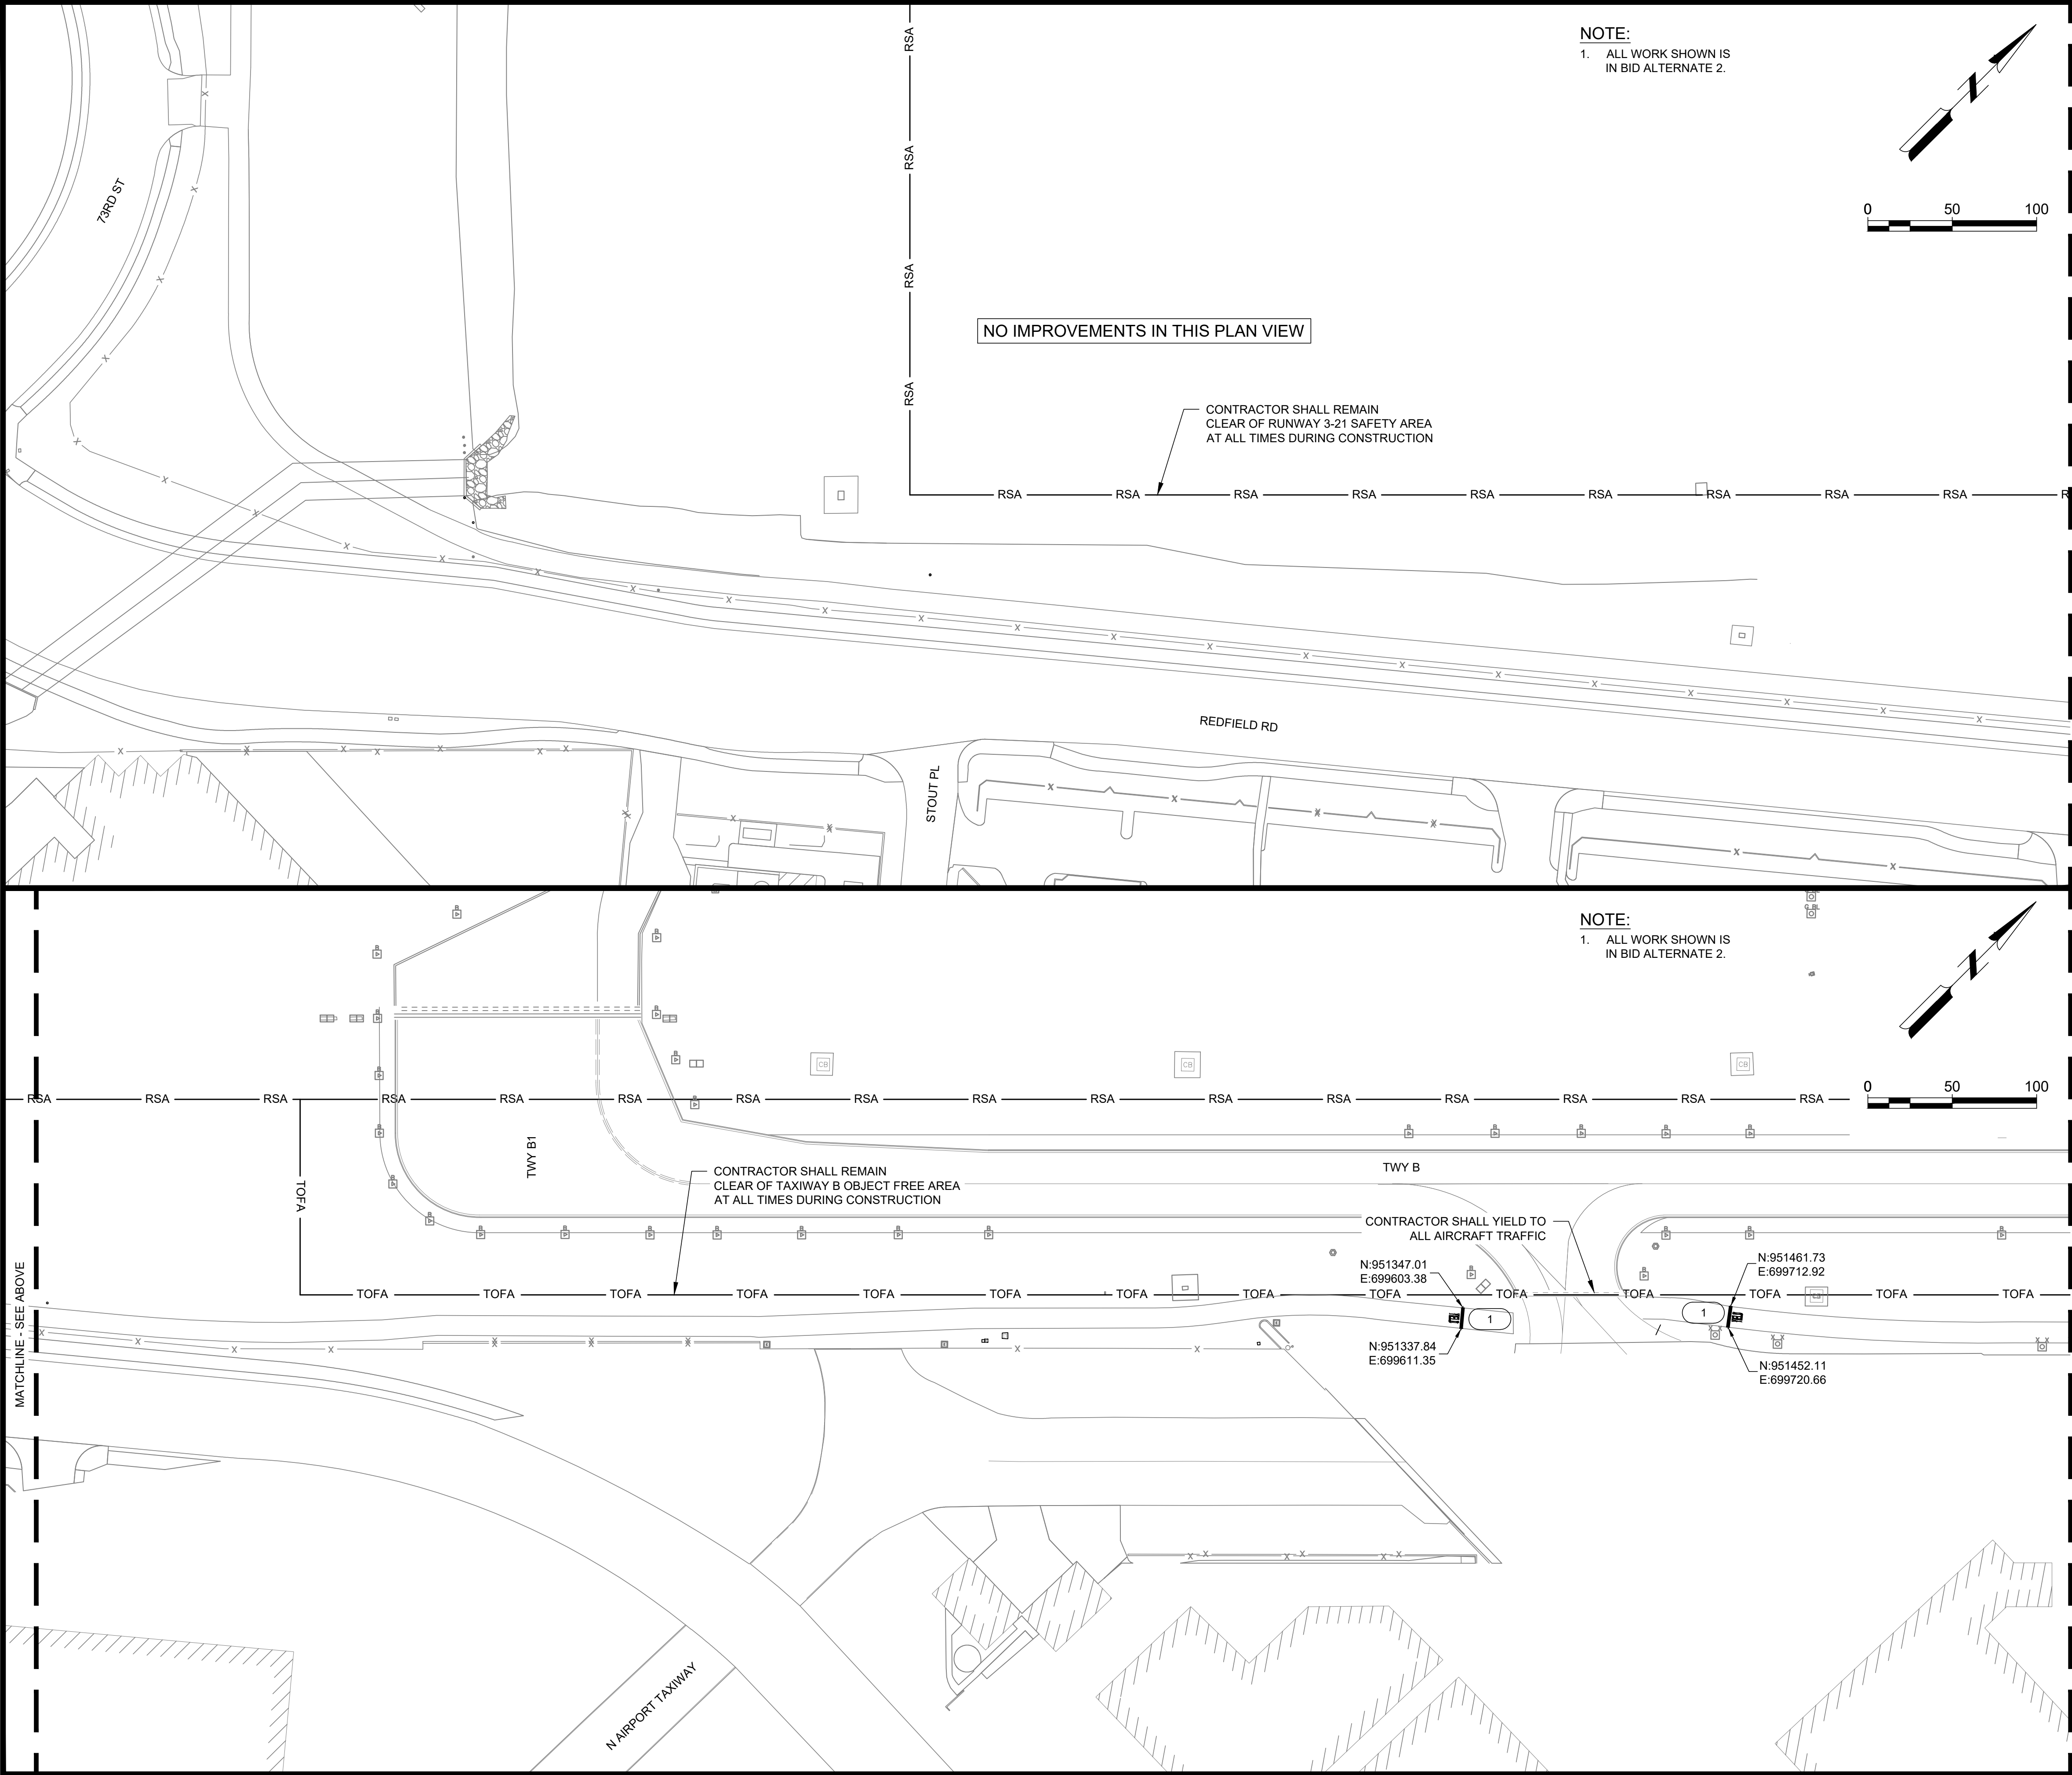 NOTE:
1. ALL WORK SHOWN IS
IN BID ALTERNATE 2.
0 50 100
73RD ST
RSA
RSA
RSA
RSA
NO IMPROVEMENTS IN THIS PLAN VIEW
CONTRACTOR SHALL REMAIN
CLEAR OF RUNWAY 3-21 SAFETY AREA
AT ALL TIMES DURING CONSTRUCTION
RSA RSA RSA RSA RSA RSA RSA RSA RSA
REDFIELD RD
STOUT PL
NOTE:
1. ALL WORK SHOWN IS
IN BID ALTERNATE 2.
0 50 100
CB CB CB
RSA RSA RSA RSA RSA RSA RSA RSA RSA RSA RSA RSA RSA RSA RSA RSA
TWY B1
TWY B
TOFA
CONTRACTOR SHALL REMAIN
CLEAR OF TAXIWAY B OBJECT FREE AREA
AT ALL TIMES DURING CONSTRUCTION
CONTRACTOR SHALL YIELD TO
ALL AIRCRAFT TRAFFIC
N:951347.01
E:699603.38
N:951461.73
E:699712.92
TOFA TOFA TOFA TOFA TOFA TOFA TOFA TOFA TOFA TOFA TOFA TOFA TOFA TOFA
1
1
N:951337.84
E:699611.35
N:951452.11
E:699720.66
MATCHLINE - SEE ABOVE
N AIRPORT TAXIWAY